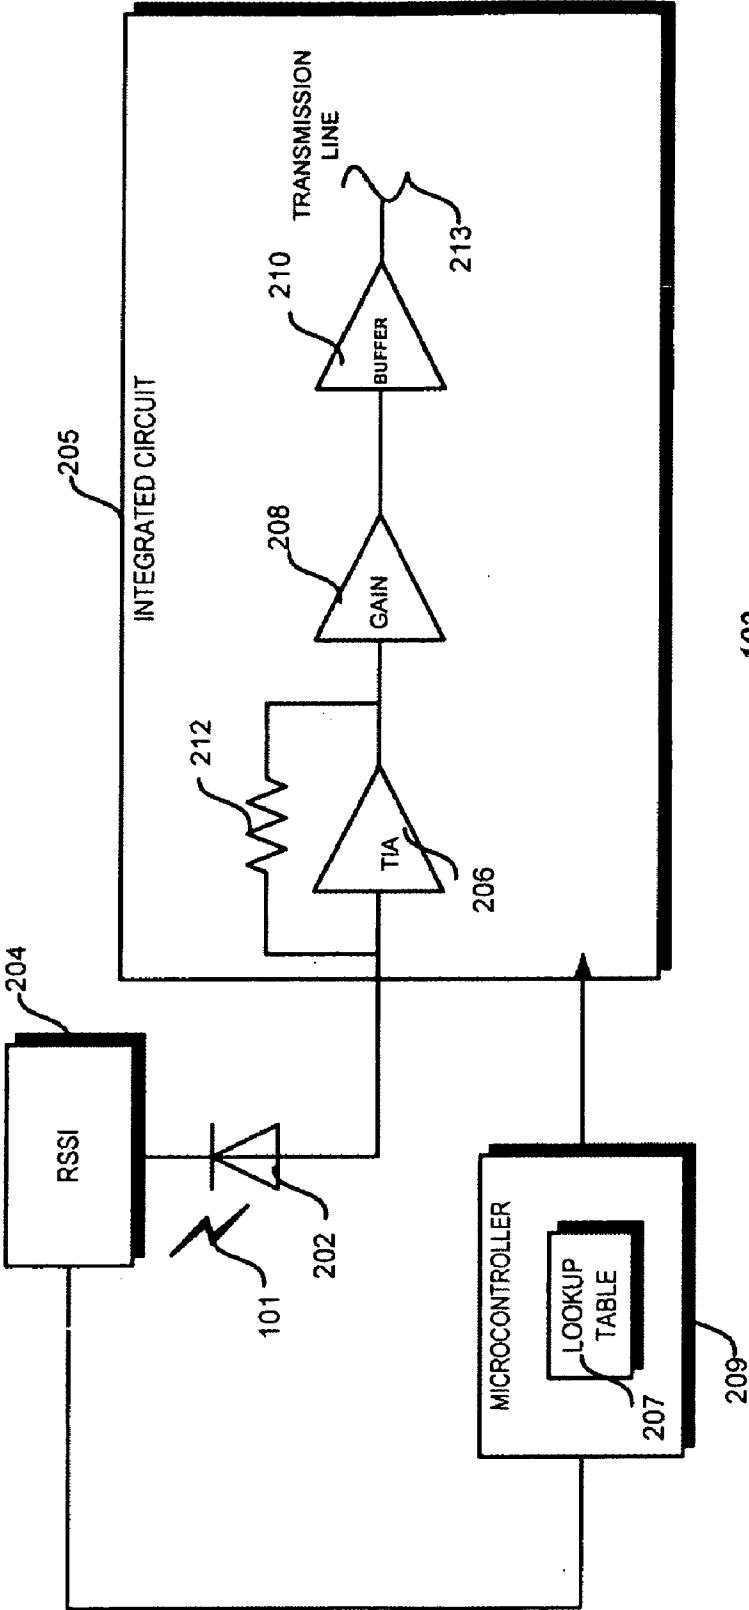 204
RSSI
101
202
MICROCONTROLLER
LOOKUP
TABLE
207
209
205
INTEGRATED CIRCUIT
212
TIA
206
208
GAIN
210
BUFFER
TRANSMISSION
LINE
213